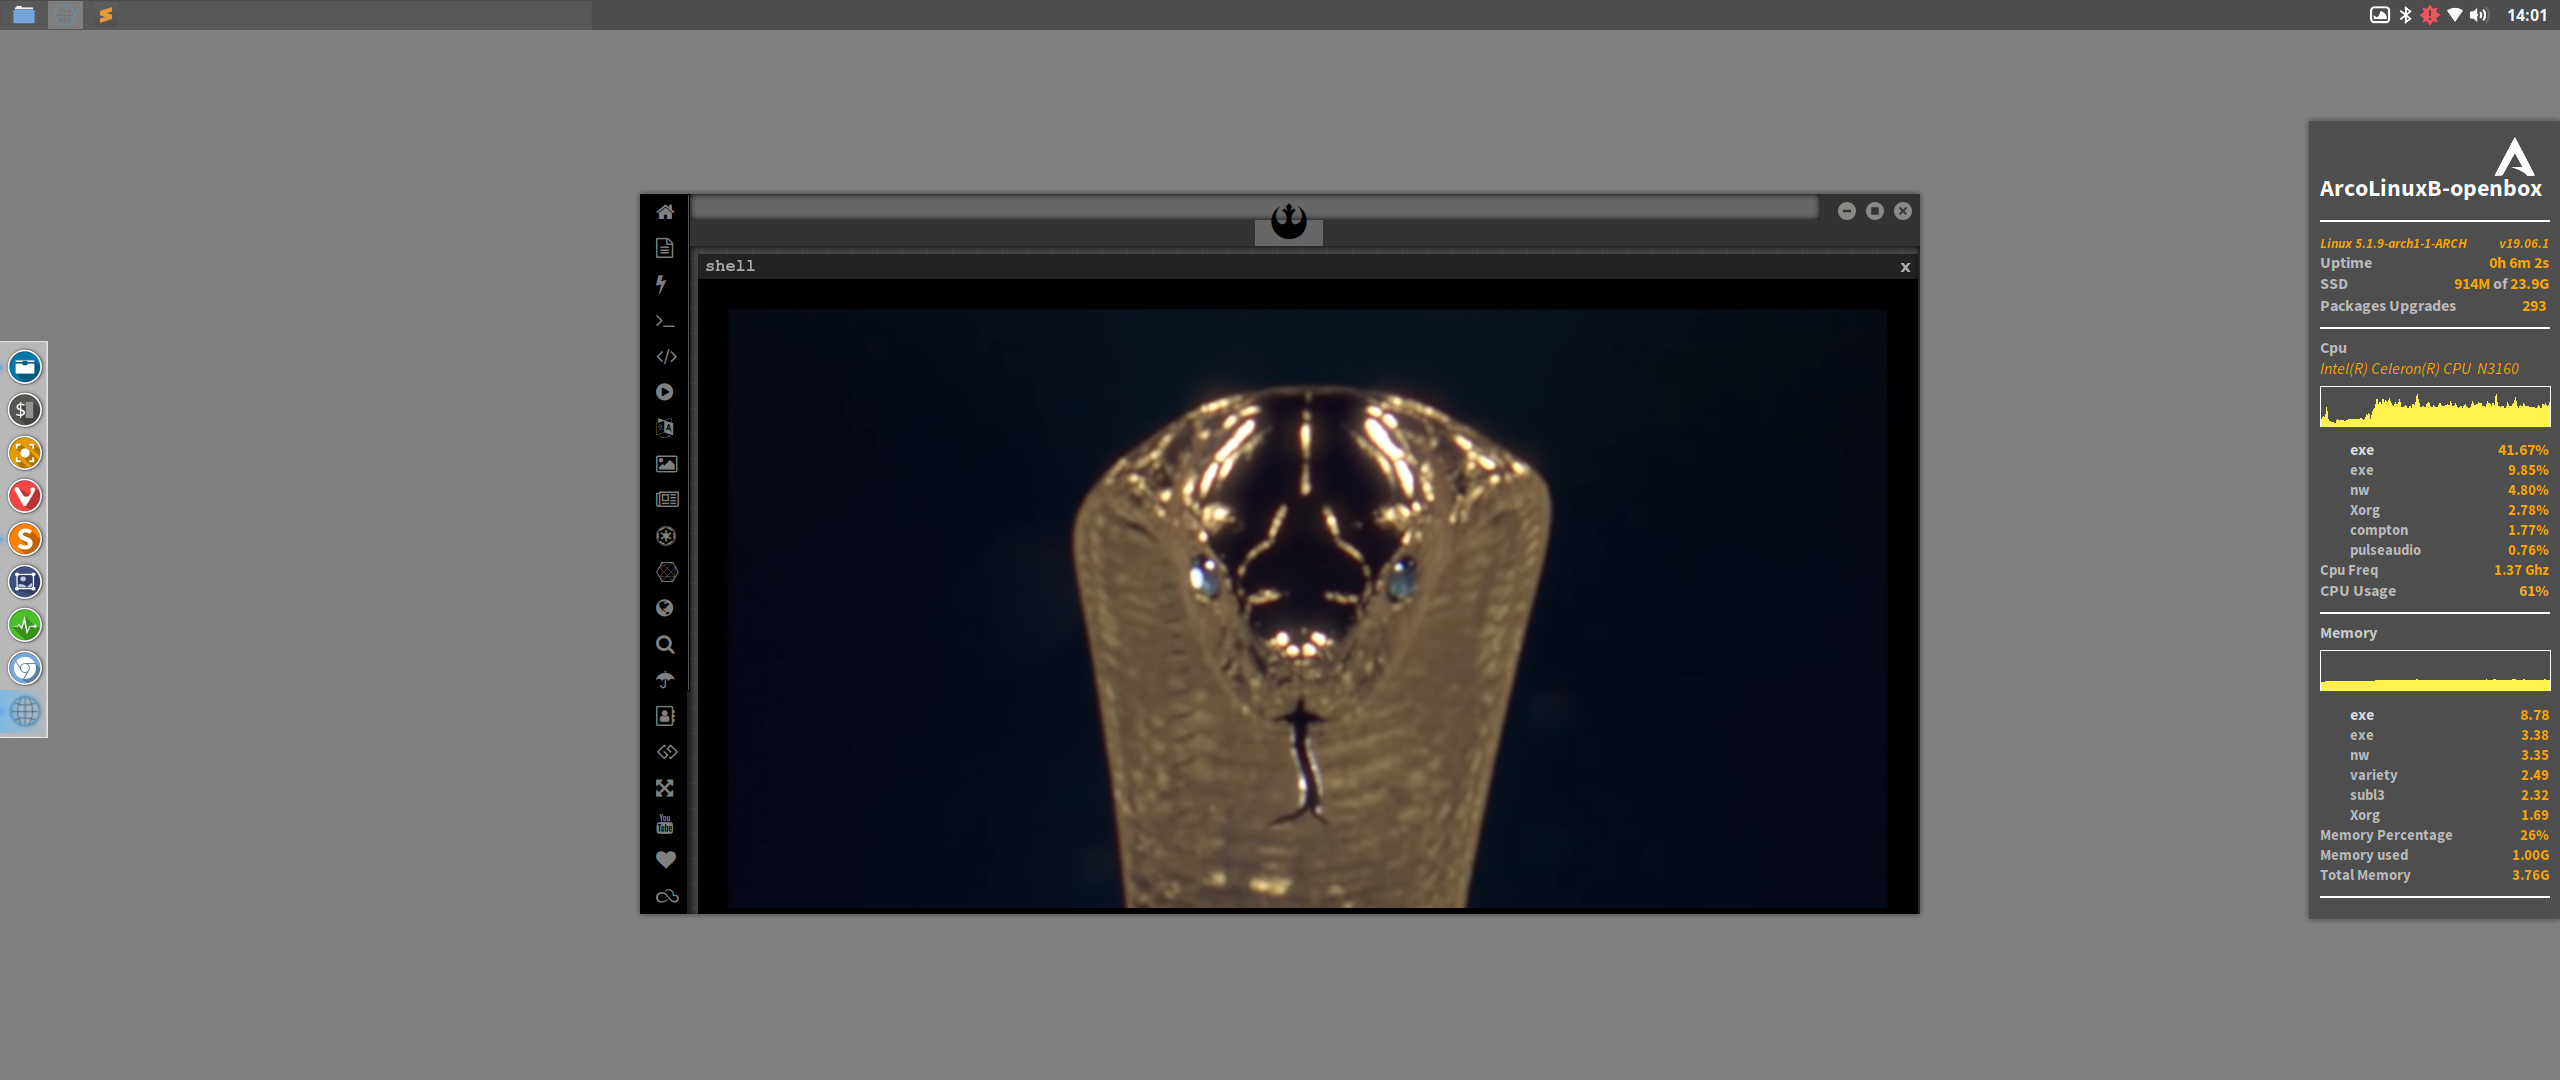 14:01
ArcoLinuxB-openbox
Linux 5.1.9-arch1-1-ARCH v19.06.1
Uptime 0h 6m 2s
SSD 914M of 23.9G
Packages Upgrades 293
Cpu
Intel(R) Celeron(R) CPU N3160
exe 41.67%
exe 9.85%
nw 4.80%
Xorg 2.78%
compton 1.77%
pulseaudio 0.76%
Cpu Freq 1.37 Ghz
CPU Usage 61%
Memory
exe 8.78
exe 3.38
nw 3.35
variety 2.49
subl3 2.32
Xorg 1.69
Memory Percentage 26%
Memory used 1.00G
Total Memory 3.76G
shell x
You
Tube